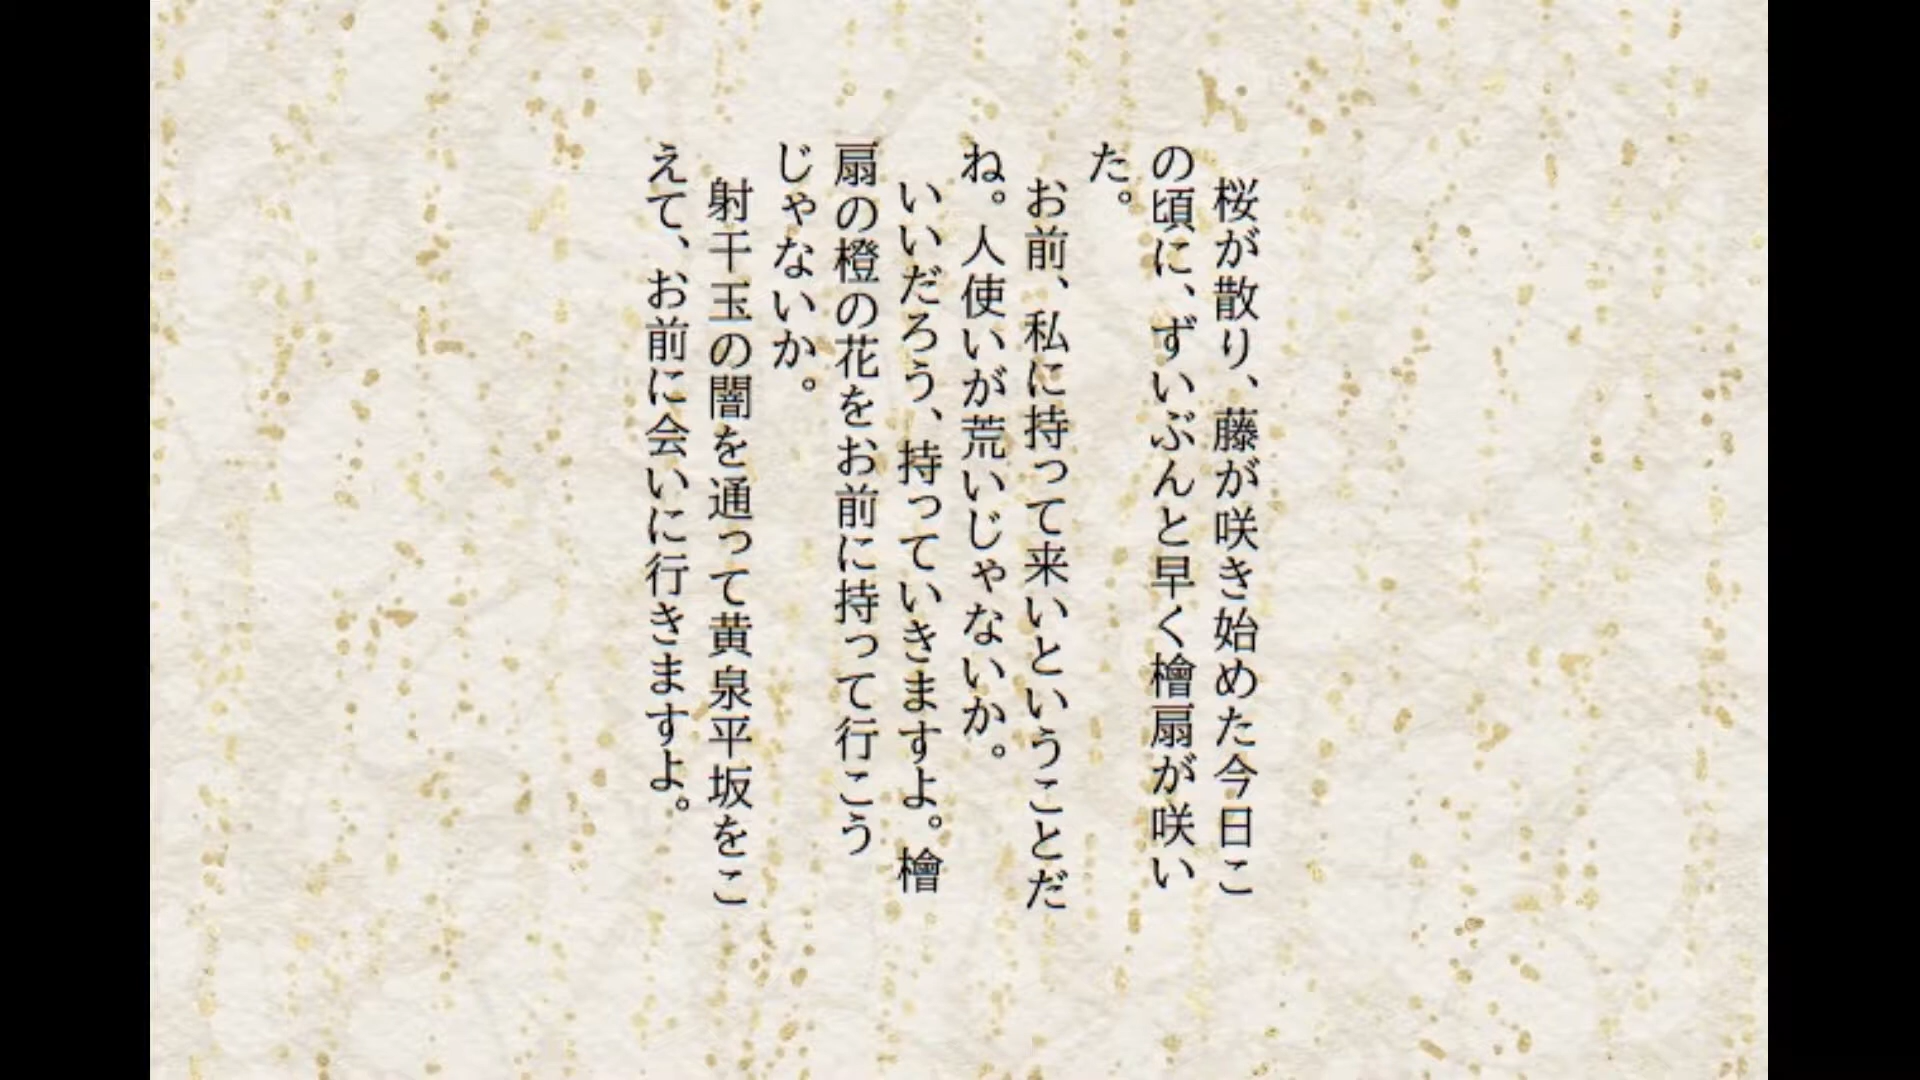 桜が散り、藤が咲き始めた今日こ
の頃に、ずいぶんと早く檜扇が咲い
た。
お前、私に持って来いということだ
ね。人使いが荒いじゃないか。
いいだろう、持っていきますよ。檜
扇の橙の花をお前に持って行こう
じゃないか。
射干玉の闇を通って黄泉平坂をこ
えて、お前に会いに行きますよ。